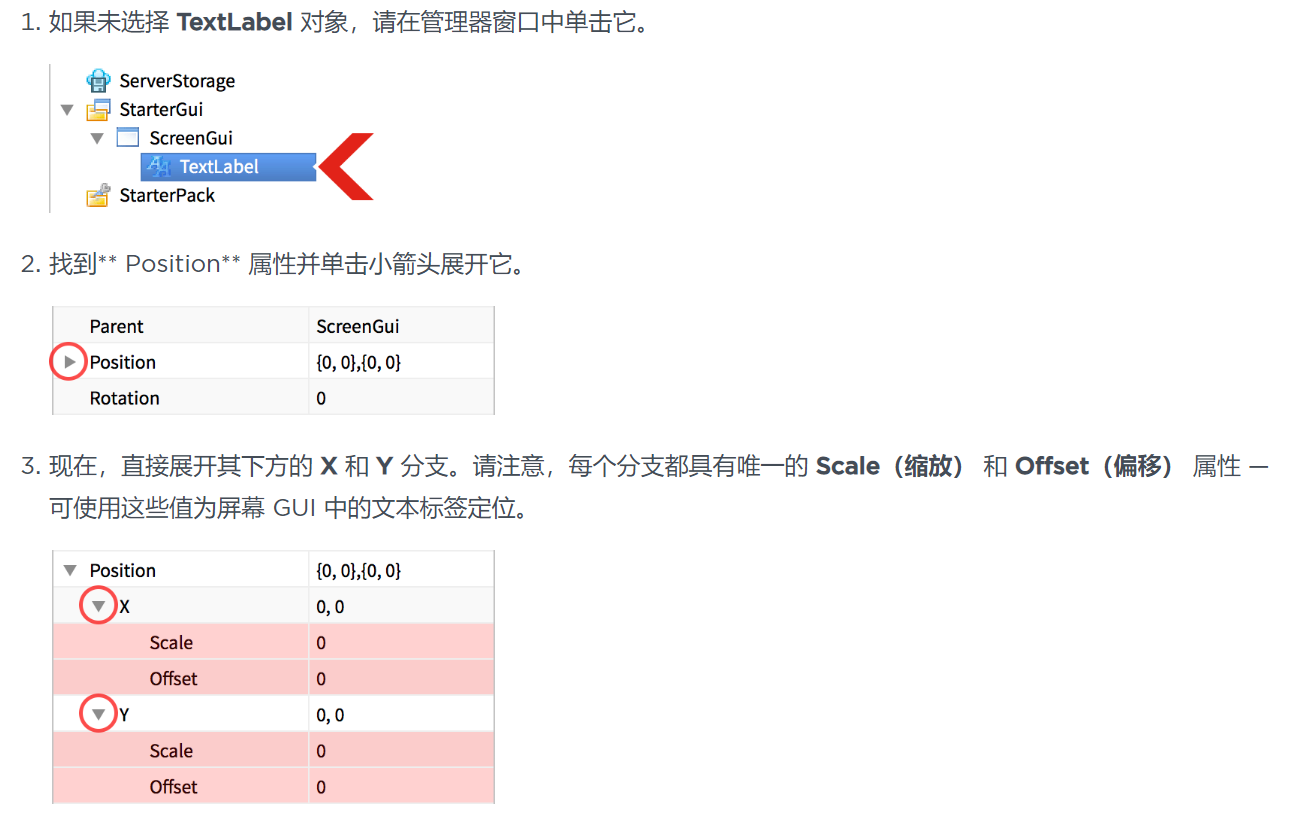 1. 如果未选择 TextLabel 对象，请在管理器窗口中单击它。
ServerStorage
StarterGui
ScreenGui
TextLabel
StarterPack
2. 找到** Position** 属性并单击小箭头展开它。
Parent ScreenGui
Position {0, 0},{0, 0}
Rotation 0
3. 现在，直接展开其下方的 X 和 Y 分支。请注意，每个分支都具有唯一的 Scale（缩放） 和 Offset（偏移） 属性 —
可使用这些值为屏幕 GUI 中的文本标签定位。
Position {0, 0},{0, 0}
X 0, 0
Scale 0
Offset 0
Y 0, 0
Scale 0
Offset 0